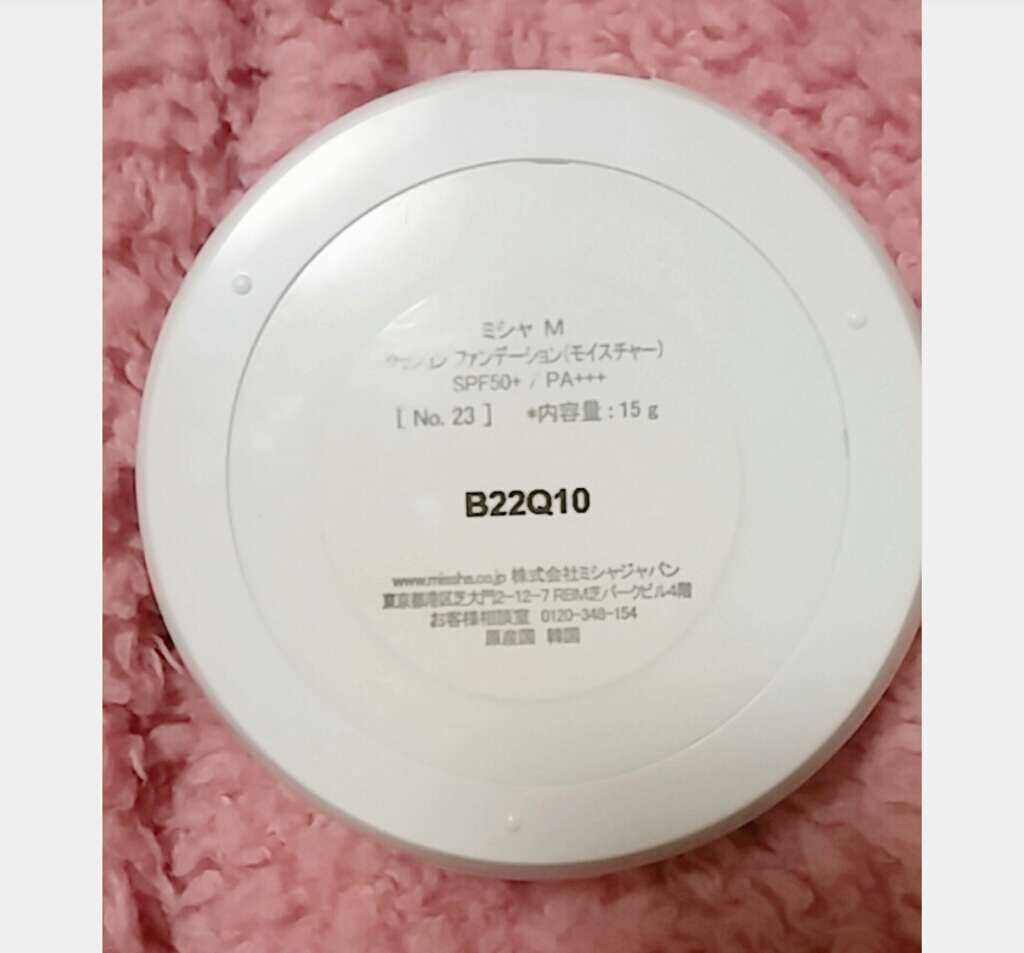 ミシャ M
クッション ファンデーション(モイスチャー)
SPF50+ / PA+++
[ No. 23 ] *内容量 : 15 g
B22Q10
www.missha.co.jp 株式会社ミシャジャパン
東京都港区芝大門2-12-7 RBM芝パークビル4階
お客様相談室 0120-348-154
原産国 韓国